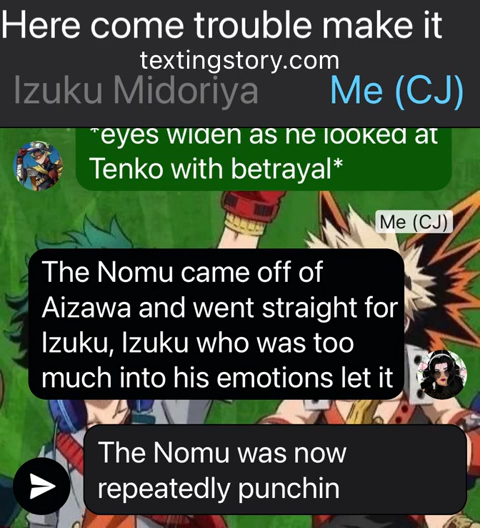 Here come trouble make it
textingstory.com
Izuku Midoriya Me (CJ)
*eyes widen as he looked at
Tenko with betrayal*
Me (CJ)
The Nomu came off of
Aizawa and went straight for
Izuku, Izuku who was too
much into his emotions let it
The Nomu was now
repeatedly punchin